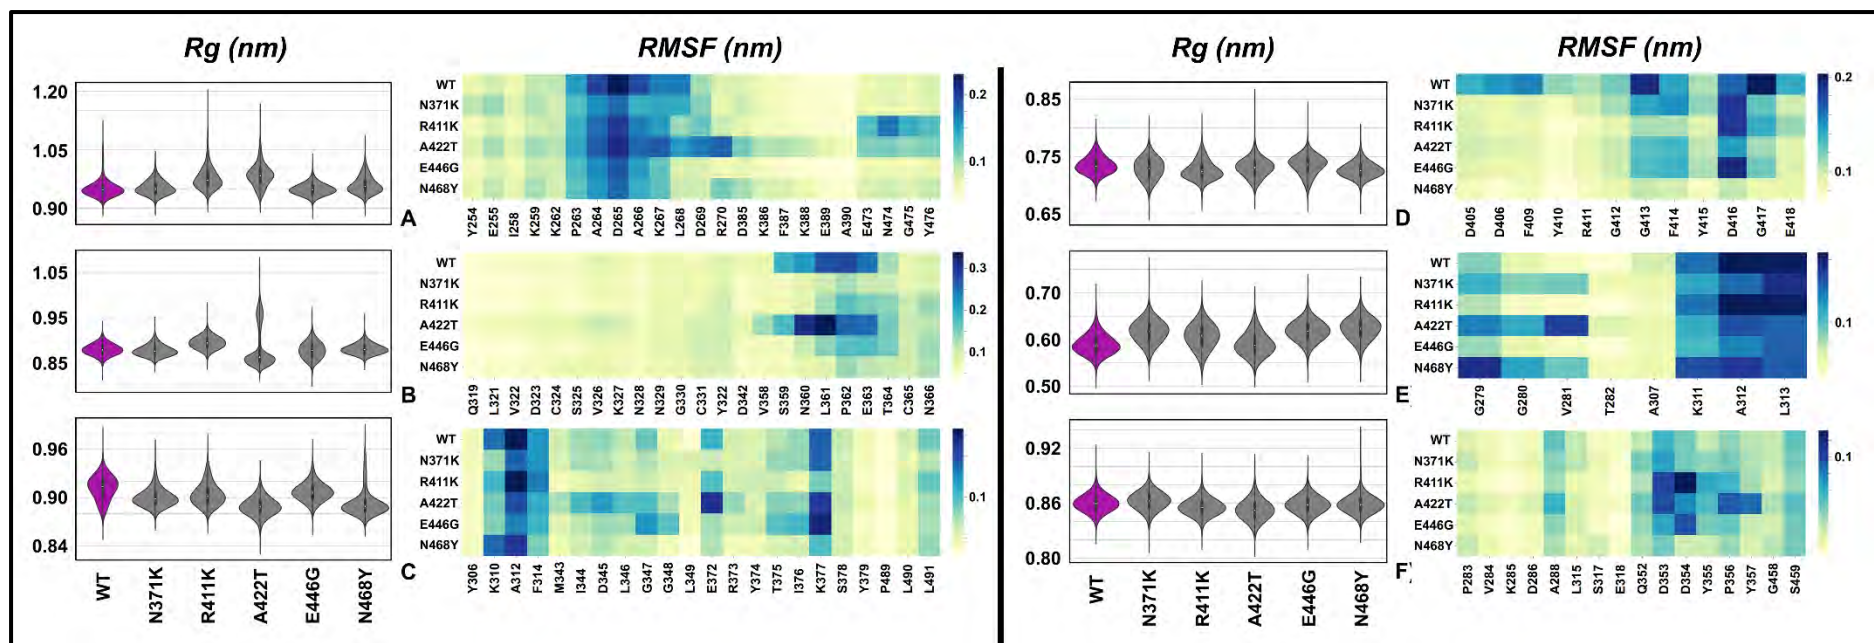 Rg (nm)
RMSF (nm)
Rg (nm)
RMSF (nm)
1.20
1.05
0.90
A
WT
N371K
R411K
A422T
E446G
N468Y
0.2
0.1
Y254 E255 I258 K259 K262 P263 A264 D265 A266 K267 L268 D269 R270 D385 K386 F387 K388 E389 A390 E473 N474 G475 Y476
1.05
0.95
0.85
B
WT
N371K
R411K
A422T
E446G
N468Y
0.3
0.2
0.1
Q319 L321 V322 D323 C324 S325 V326 K327 N328 N329 G330 C331 Y322 D342 V358 S359 N360 L361 P362 E363 T364 C365 N366
0.96
0.90
0.84
C
WT
N371K
R411K
A422T
E446G
N468Y
0.1
Y306 K310 A312 F314 M343 I344 D345 L346 G347 G348 L349 E372 R373 Y374 T375 I376 K377 S378 Y379 P489 L490 L491
WT N371K R411K A422T E446G N468Y
0.85
0.75
0.65
D
WT
N371K
R411K
A422T
E446G
N468Y
0.2
0.1
D405 D406 F409 Y410 R411 G412 G413 F414 Y415 D416 G417 E418
0.70
0.60
0.50
E
WT
N371K
R411K
A422T
E446G
N468Y
0.1
G279 G280 V281 T282 A307 K311 A312 L313
0.92
0.86
0.80
F
WT
N371K
R411K
A422T
E446G
N468Y
0.1
P283 V284 K285 D286 A288 L315 S317 E318 Q352 D353 D354 Y355 P356 Y357 G458 S459
WT N371K R411K A422T E446G N468Y